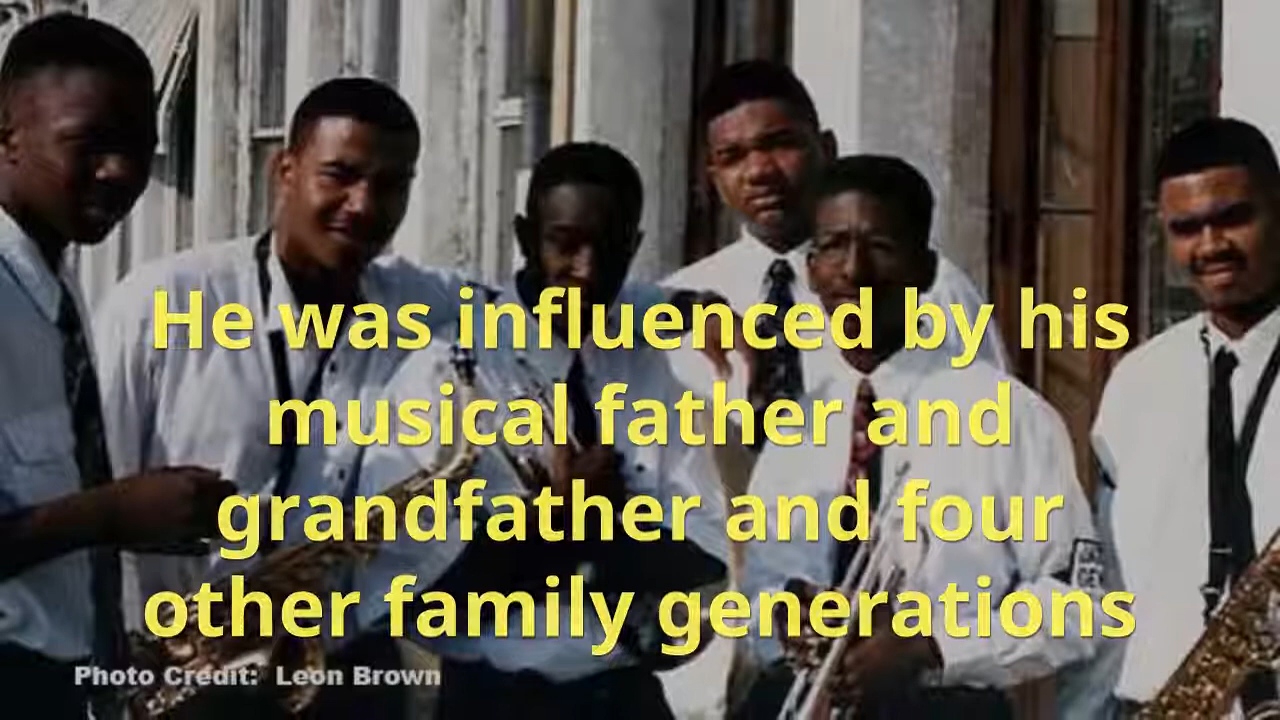 He was influenced by his
musical father and
grandfather and four
other family generations
Photo Credit:  Leon Brown